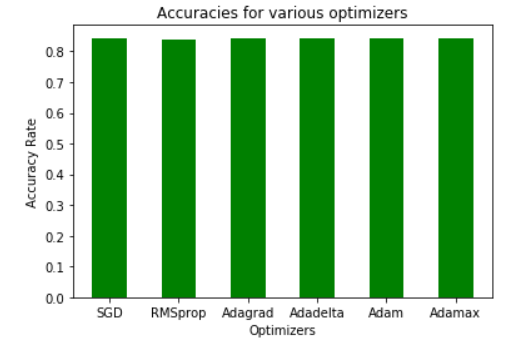 Accuracies for various optimizers
Accuracy Rate
0.8
0.7
0.6
0.5
0.4
0.3
0.2
0.1
0.0
SGD RMSprop Adagrad Adadelta Adam Adamax
Optimizers